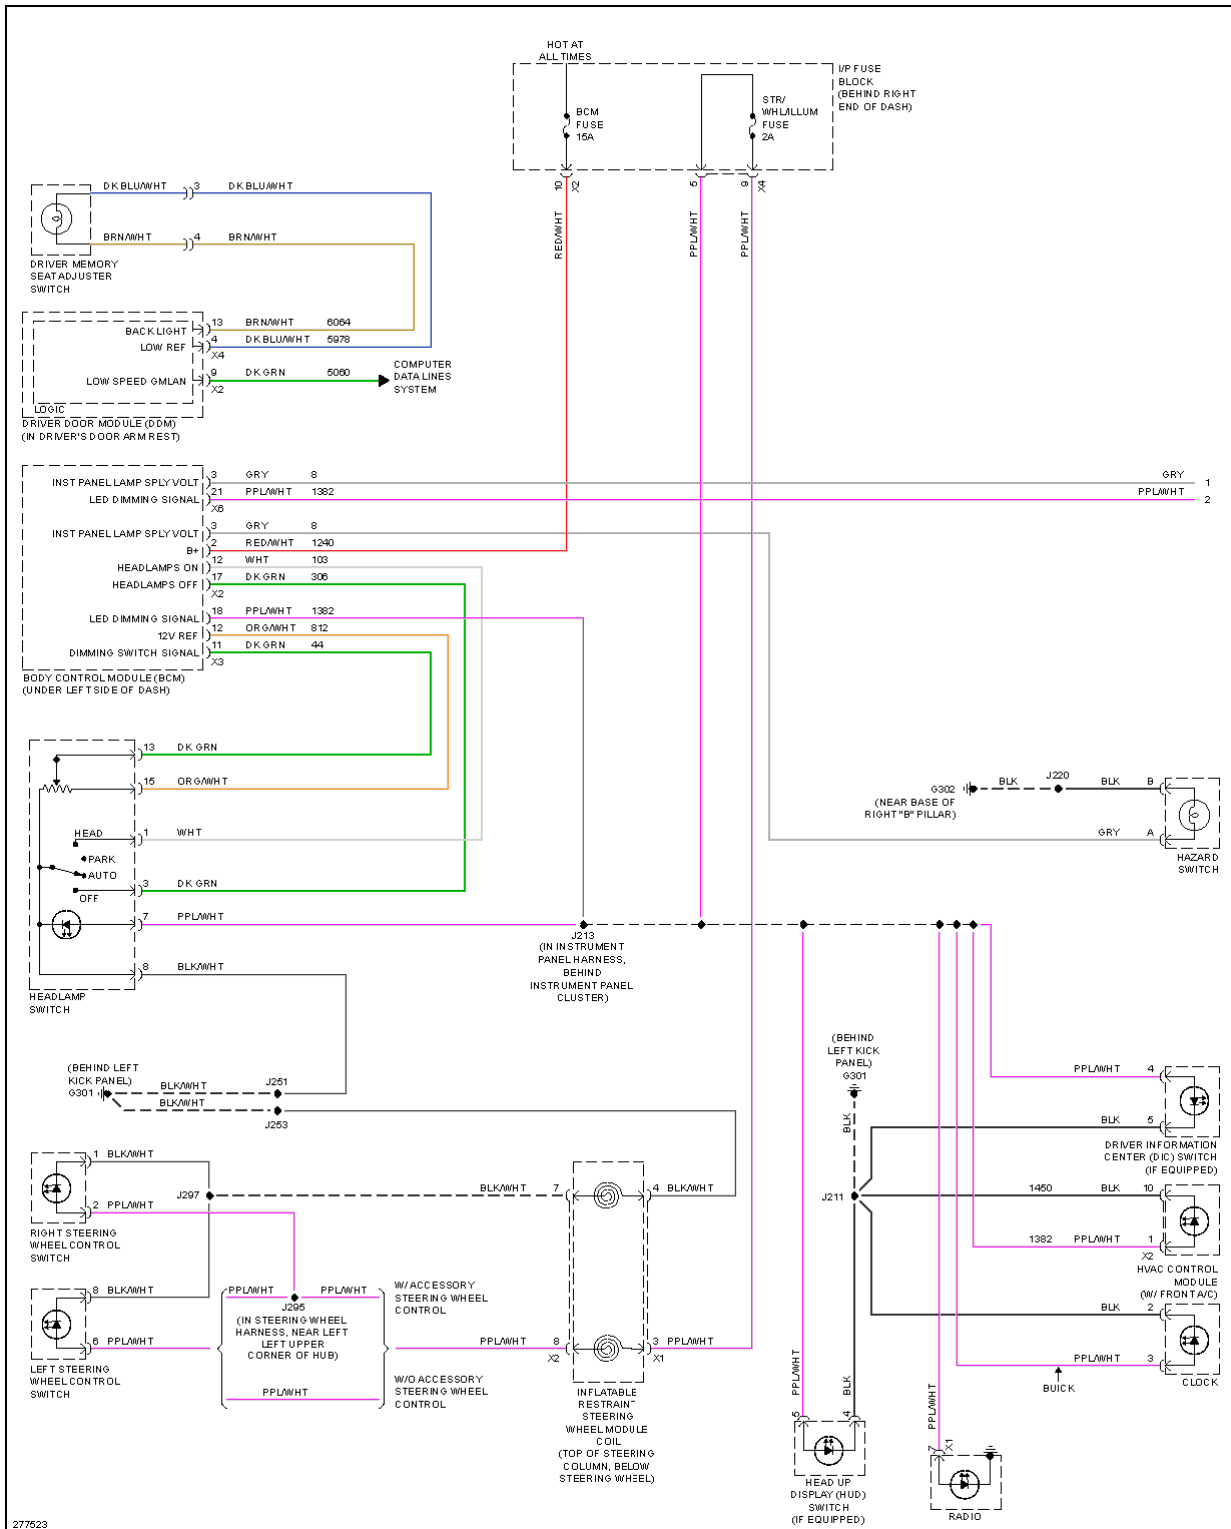 HOT AT
ALL TIMES
I/P FUSE
BLOCK
(BEHIND RIGHT
END OF DASH)
BCM
FUSE
15A
STR/
WHL/ILLUM
FUSE
2A
10
X2
5
9
X4
RED/WHT
PPL/WHT
PPL/WHT
DK BLU/WHT
3
DK BLU/WHT
BRN/WHT
4
BRN/WHT
DRIVER MEMORY
SEAT ADJUSTER
SWITCH
BACK LIGHT
13
BRN/WHT
6064
LOW REF
4
DK BLU/WHT
5978
X4
LOW SPEED GMLAN
9
DK GRN
5060
X2
COMPUTER
DATA LINES
SYSTEM
LOGIC
DRIVER DOOR MODULE (DDM)
(IN DRIVER'S DOOR ARM REST)
INST PANEL LAMP SPLY VOLT
3
GRY
8
GRY
1
LED DIMMING SIGNAL
21
PPL/WHT
1382
PPL/WHT
2
X6
INST PANEL LAMP SPLY VOLT
3
GRY
8
B+
2
RED/WHT
1240
HEADLAMPS ON
12
WHT
103
HEADLAMPS OFF
17
DK GRN
306
X2
LED DIMMING SIGNAL
18
PPL/WHT
1382
12V REF
12
ORG/WHT
812
DIMMING SWITCH SIGNAL
11
DK GRN
44
X3
BODY CONTROL MODULE (BCM)
(UNDER LEFT SIDE OF DASH)
13
DK GRN
15
ORG/WHT
HEAD
1
WHT
PARK
AUTO
OFF
3
DK GRN
7
PPL/WHT
8
BLK/WHT
HEADLAMP
SWITCH
J213
(IN INSTRUMENT
PANEL HARNESS,
BEHIND
INSTRUMENT PANEL
CLUSTER)
G302
(NEAR BASE OF
RIGHT "B" PILLAR)
BLK
J220
BLK
B
GRY
A
HAZARD
SWITCH
(BEHIND LEFT
KICK PANEL)
G301
BLK/WHT
J251
BLK/WHT
J253
(BEHIND
LEFT KICK
PANEL)
G301
BLK
PPL/WHT
4
BLK
5
DRIVER INFORMATION
CENTER (DIC) SWITCH
(IF EQUIPPED)
J211
1450
BLK
10
1382
PPL/WHT
1
X2
HVAC CONTROL
MODULE
(W/ FRONT A/C)
BLK
2
PPL/WHT
3
BUICK
CLOCK
1
BLK/WHT
2
PPL/WHT
RIGHT STEERING
WHEEL CONTROL
SWITCH
J297
BLK/WHT
7
4
BLK/WHT
8
BLK/WHT
6
PPL/WHT
LEFT STEERING
WHEEL CONTROL
SWITCH
PPL/WHT
PPL/WHT
J295
(IN STEERING WHEEL
HARNESS, NEAR LEFT
LEFT UPPER
CORNER OF HUB)
PPL/WHT
W/ ACCESSORY
STEERING WHEEL
CONTROL
W/O ACCESSORY
STEERING WHEEL
CONTROL
PPL/WHT
8
X2
3
X1
PPL/WHT
INFLATABLE
RESTRAINT
STEERING
WHEEL MODULE
COIL
(TOP OF STEERING
COLUMN, BELOW
STEERING WHEEL)
PPL/WHT
5
BLK
4
HEAD UP
DISPLAY (HUD)
SWITCH
(IF EQUIPPED)
PPL/WHT
7
X1
RADIO
277523